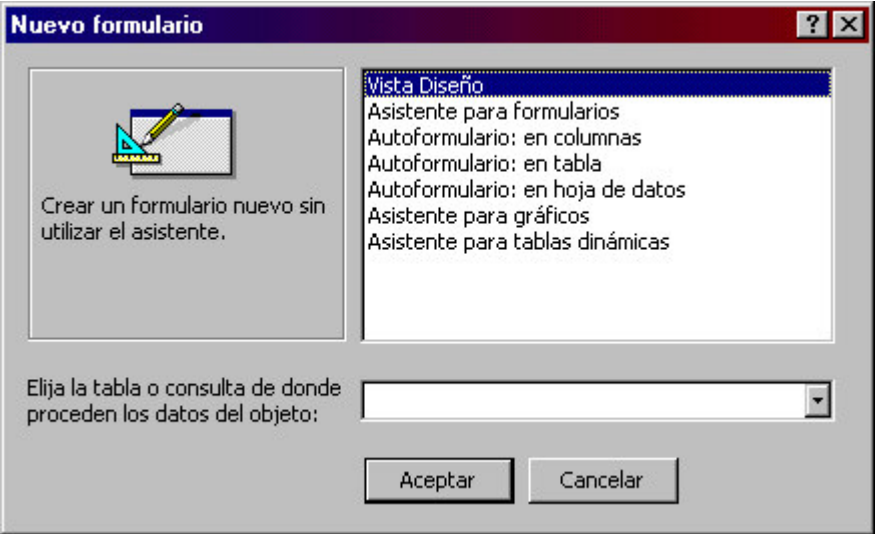 Nuevo formulario
Vista Diseño
Asistente para formularios
Autoformulario: en columnas
Autoformulario: en tabla
Autoformulario: en hoja de datos
Asistente para gráficos
Asistente para tablas dinámicas
Crear un formulario nuevo sin
utilizar el asistente.
Elija la tabla o consulta de donde
proceden los datos del objeto:
Aceptar
Cancelar